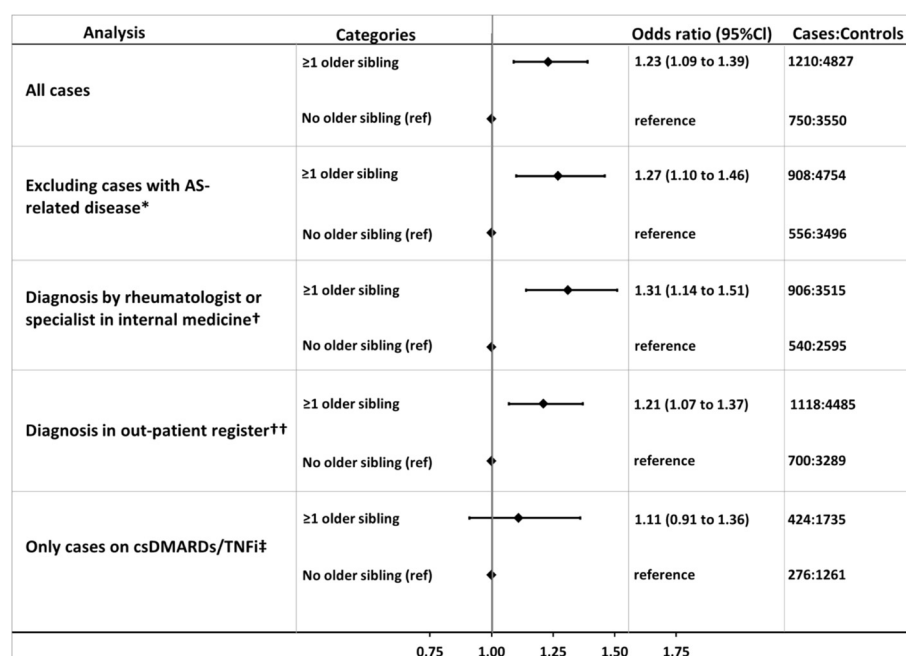 Analysis Categories Odds ratio (95%CI) Cases:Controls
≥1 older sibling 1.23 (1.09 to 1.39) 1210:4827
All cases
No older sibling (ref) reference 750:3550
≥1 older sibling 1.27 (1.10 to 1.46) 908:4754
Excluding cases with AS-
related disease*
No older sibling (ref) reference 556:3496
≥1 older sibling 1.31 (1.14 to 1.51) 906:3515
Diagnosis by rheumatologist or
specialist in internal medicine†
No older sibling (ref) reference 540:2595
≥1 older sibling 1.21 (1.07 to 1.37) 1118:4485
Diagnosis in out-patient register††
No older sibling (ref) reference 700:3289
≥1 older sibling 1.11 (0.91 to 1.36) 424:1735
Only cases on csDMARDs/TNFi‡
No older sibling (ref) reference 276:1261
0.75 1.00 1.25 1.50 1.75